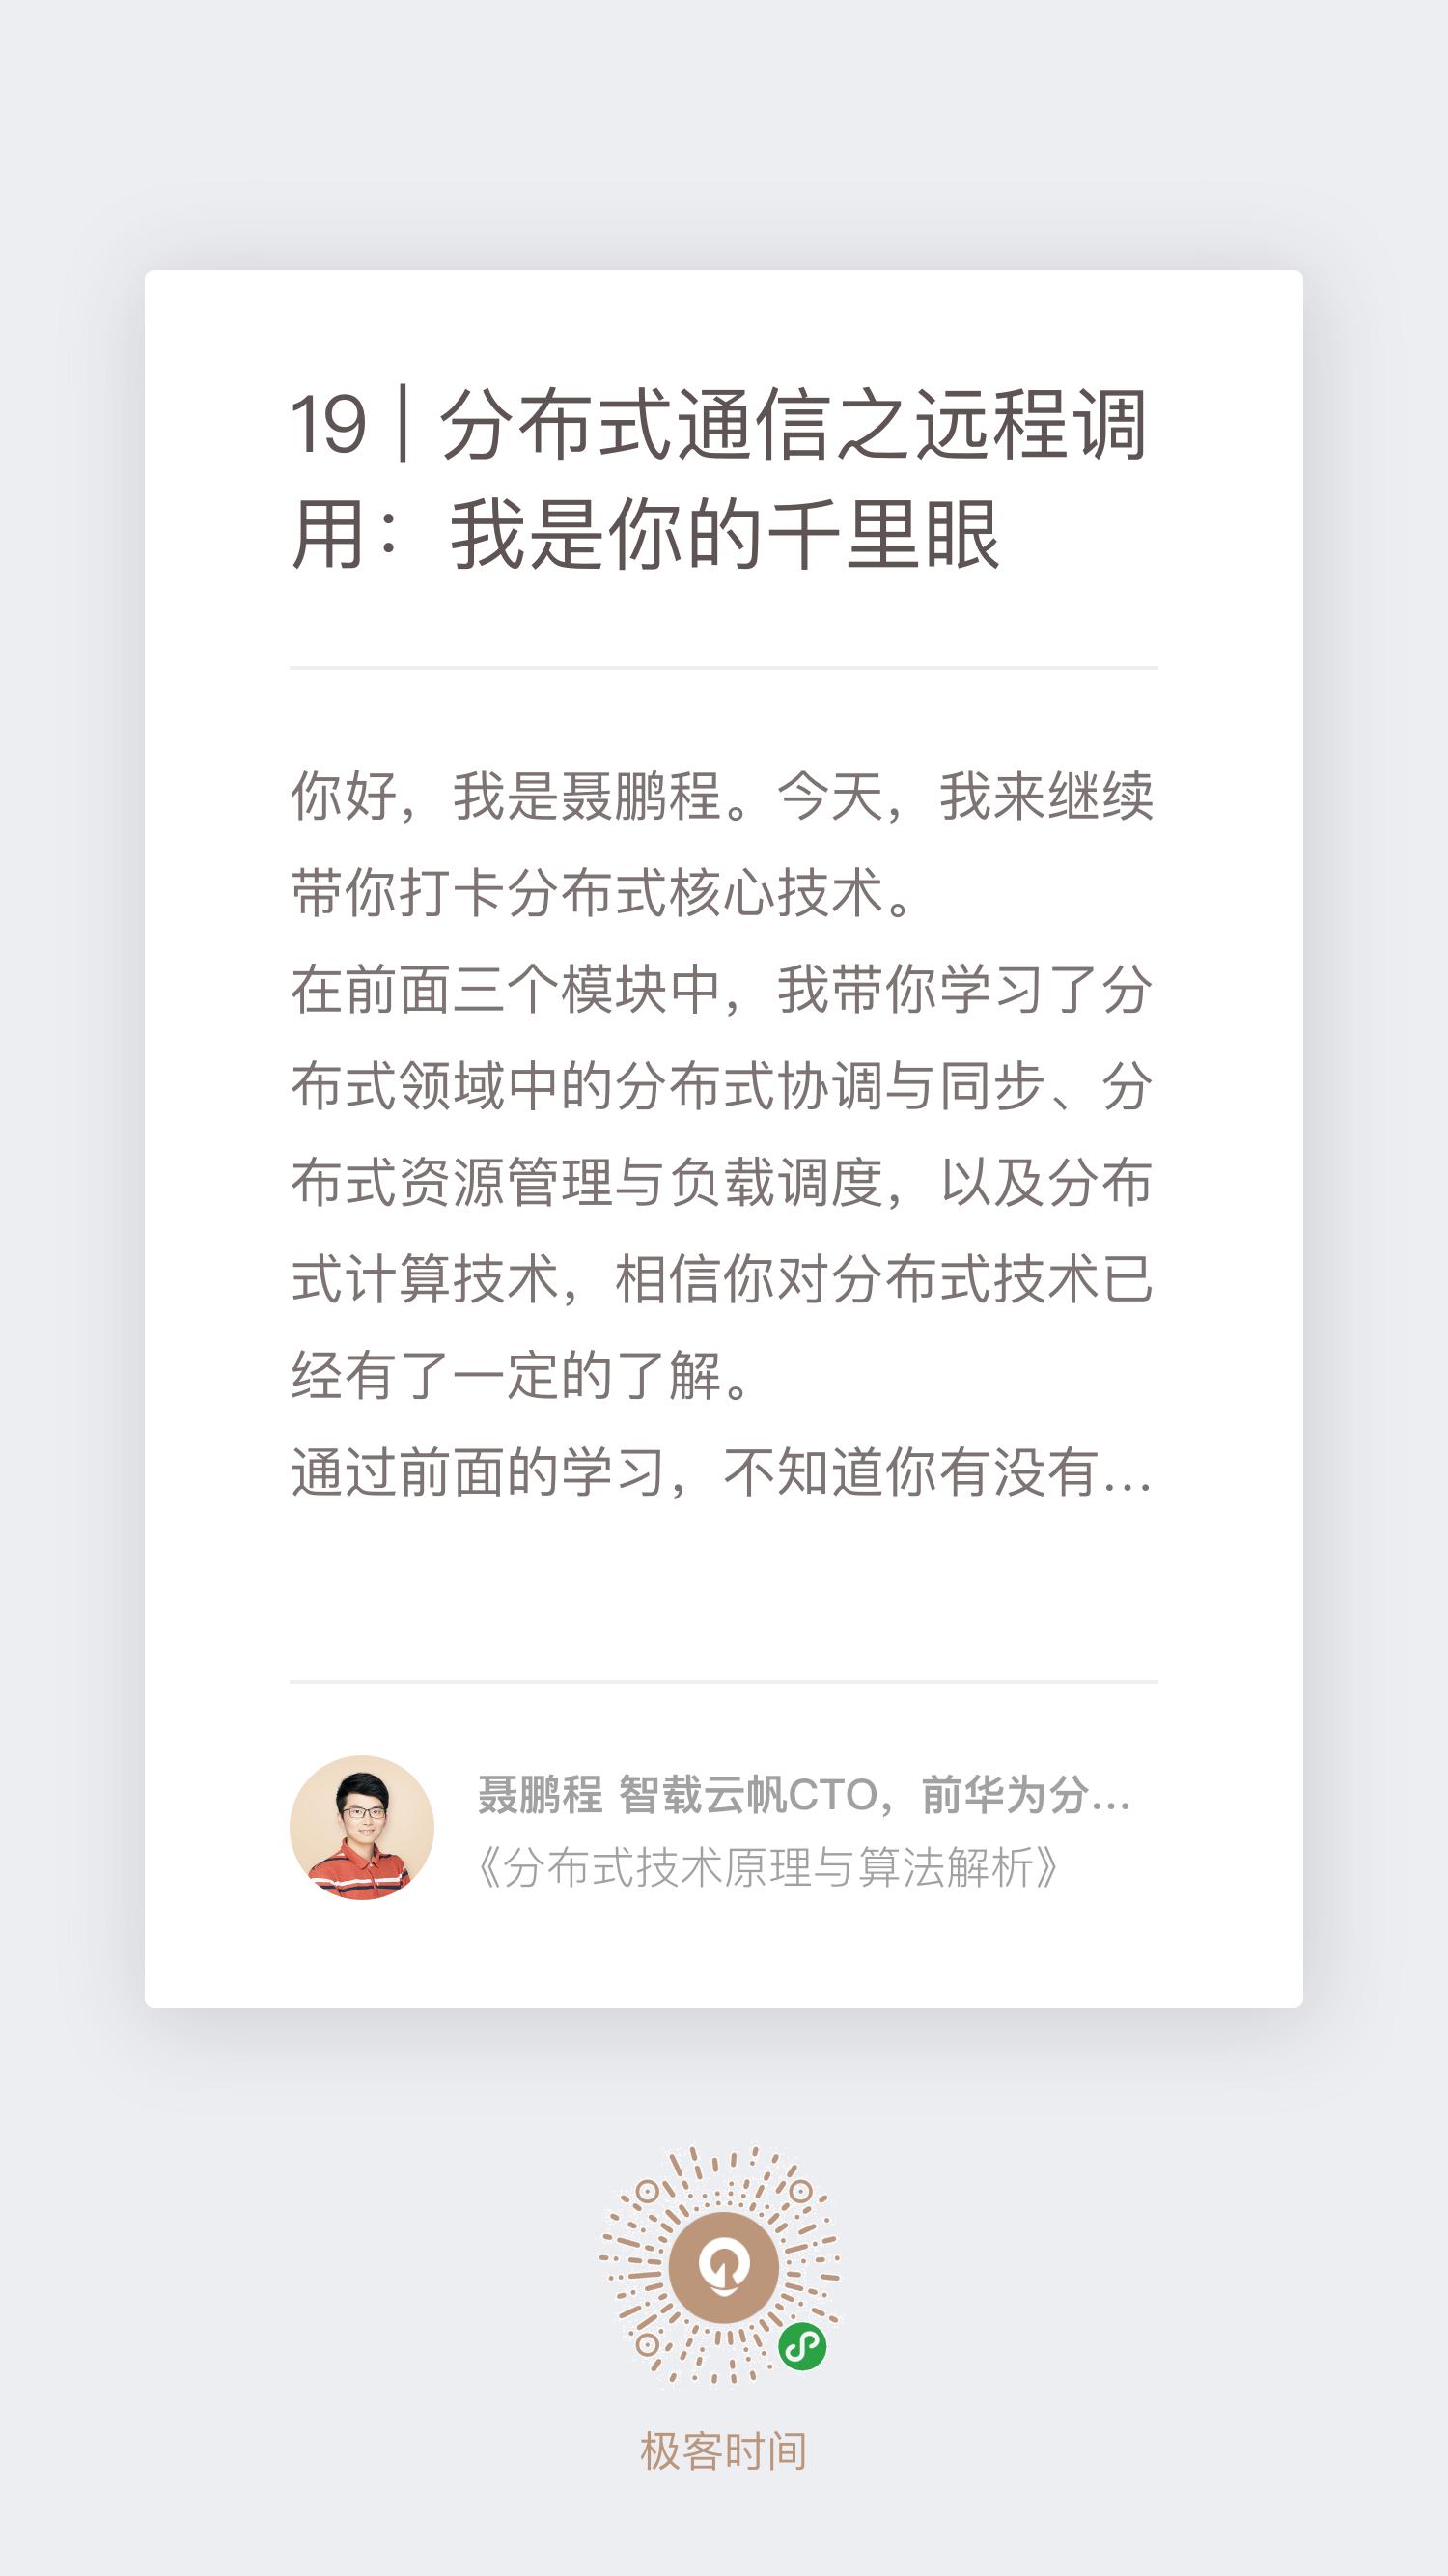 19 | 分布式通信之远程调
用：我是你的千里眼
你好，我是聂鹏程。今天，我来继续
带你打卡分布式核心技术。
在前面三个模块中，我带你学习了分
布式领域中的分布式协调与同步、分
布式资源管理与负载调度，以及分布
式计算技术，相信你对分布式技术已
经有了一定的了解。
通过前面的学习，不知道你有没有...
聂鹏程 智载云帆CTO，前华为分...
《分布式技术原理与算法解析》
极客时间